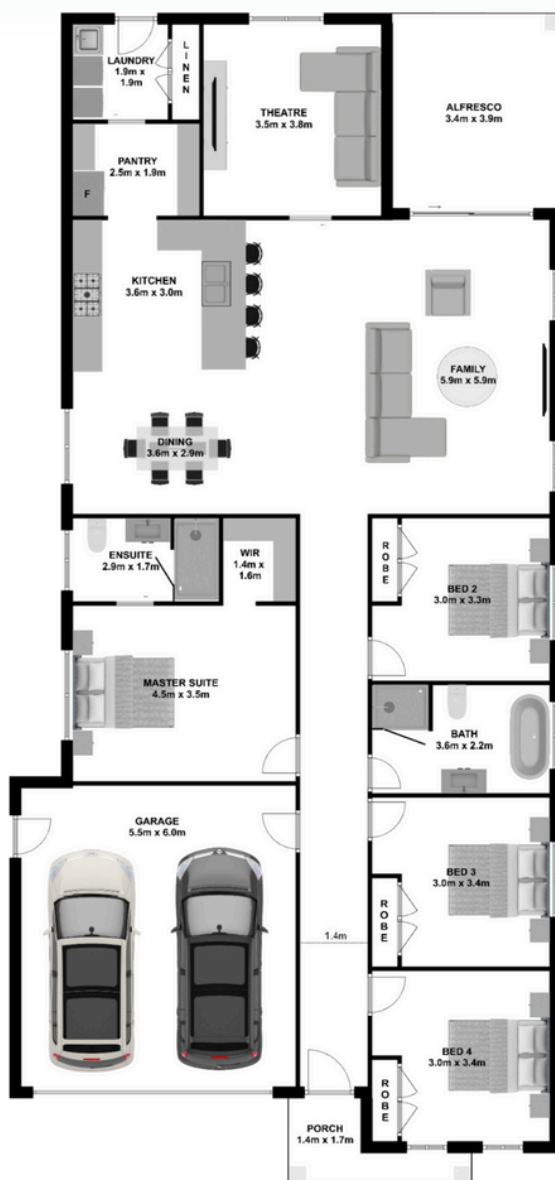 LAUNDRY
1.9m x
1.9m
LINEN
THEATRE
3.5m x 3.8m
ALFRESCO
3.4m x 3.9m
PANTRY
2.5m x 1.9m
F
KITCHEN
3.6m x 3.0m
FAMILY
5.9m x 5.9m
DINING
3.6m x 2.9m
ENSUITE
2.9m x 1.7m
WIR
1.4m x
1.6m
ROBE
BED 2
3.0m x 3.3m
MASTER SUITE
4.5m x 3.5m
BATH
3.6m x 2.2m
GARAGE
5.5m x 6.0m
BED 3
3.0m x 3.4m
ROBE
1.4m
BED 4
3.0m x 3.4m
ROBE
PORCH
1.4m x 1.7m